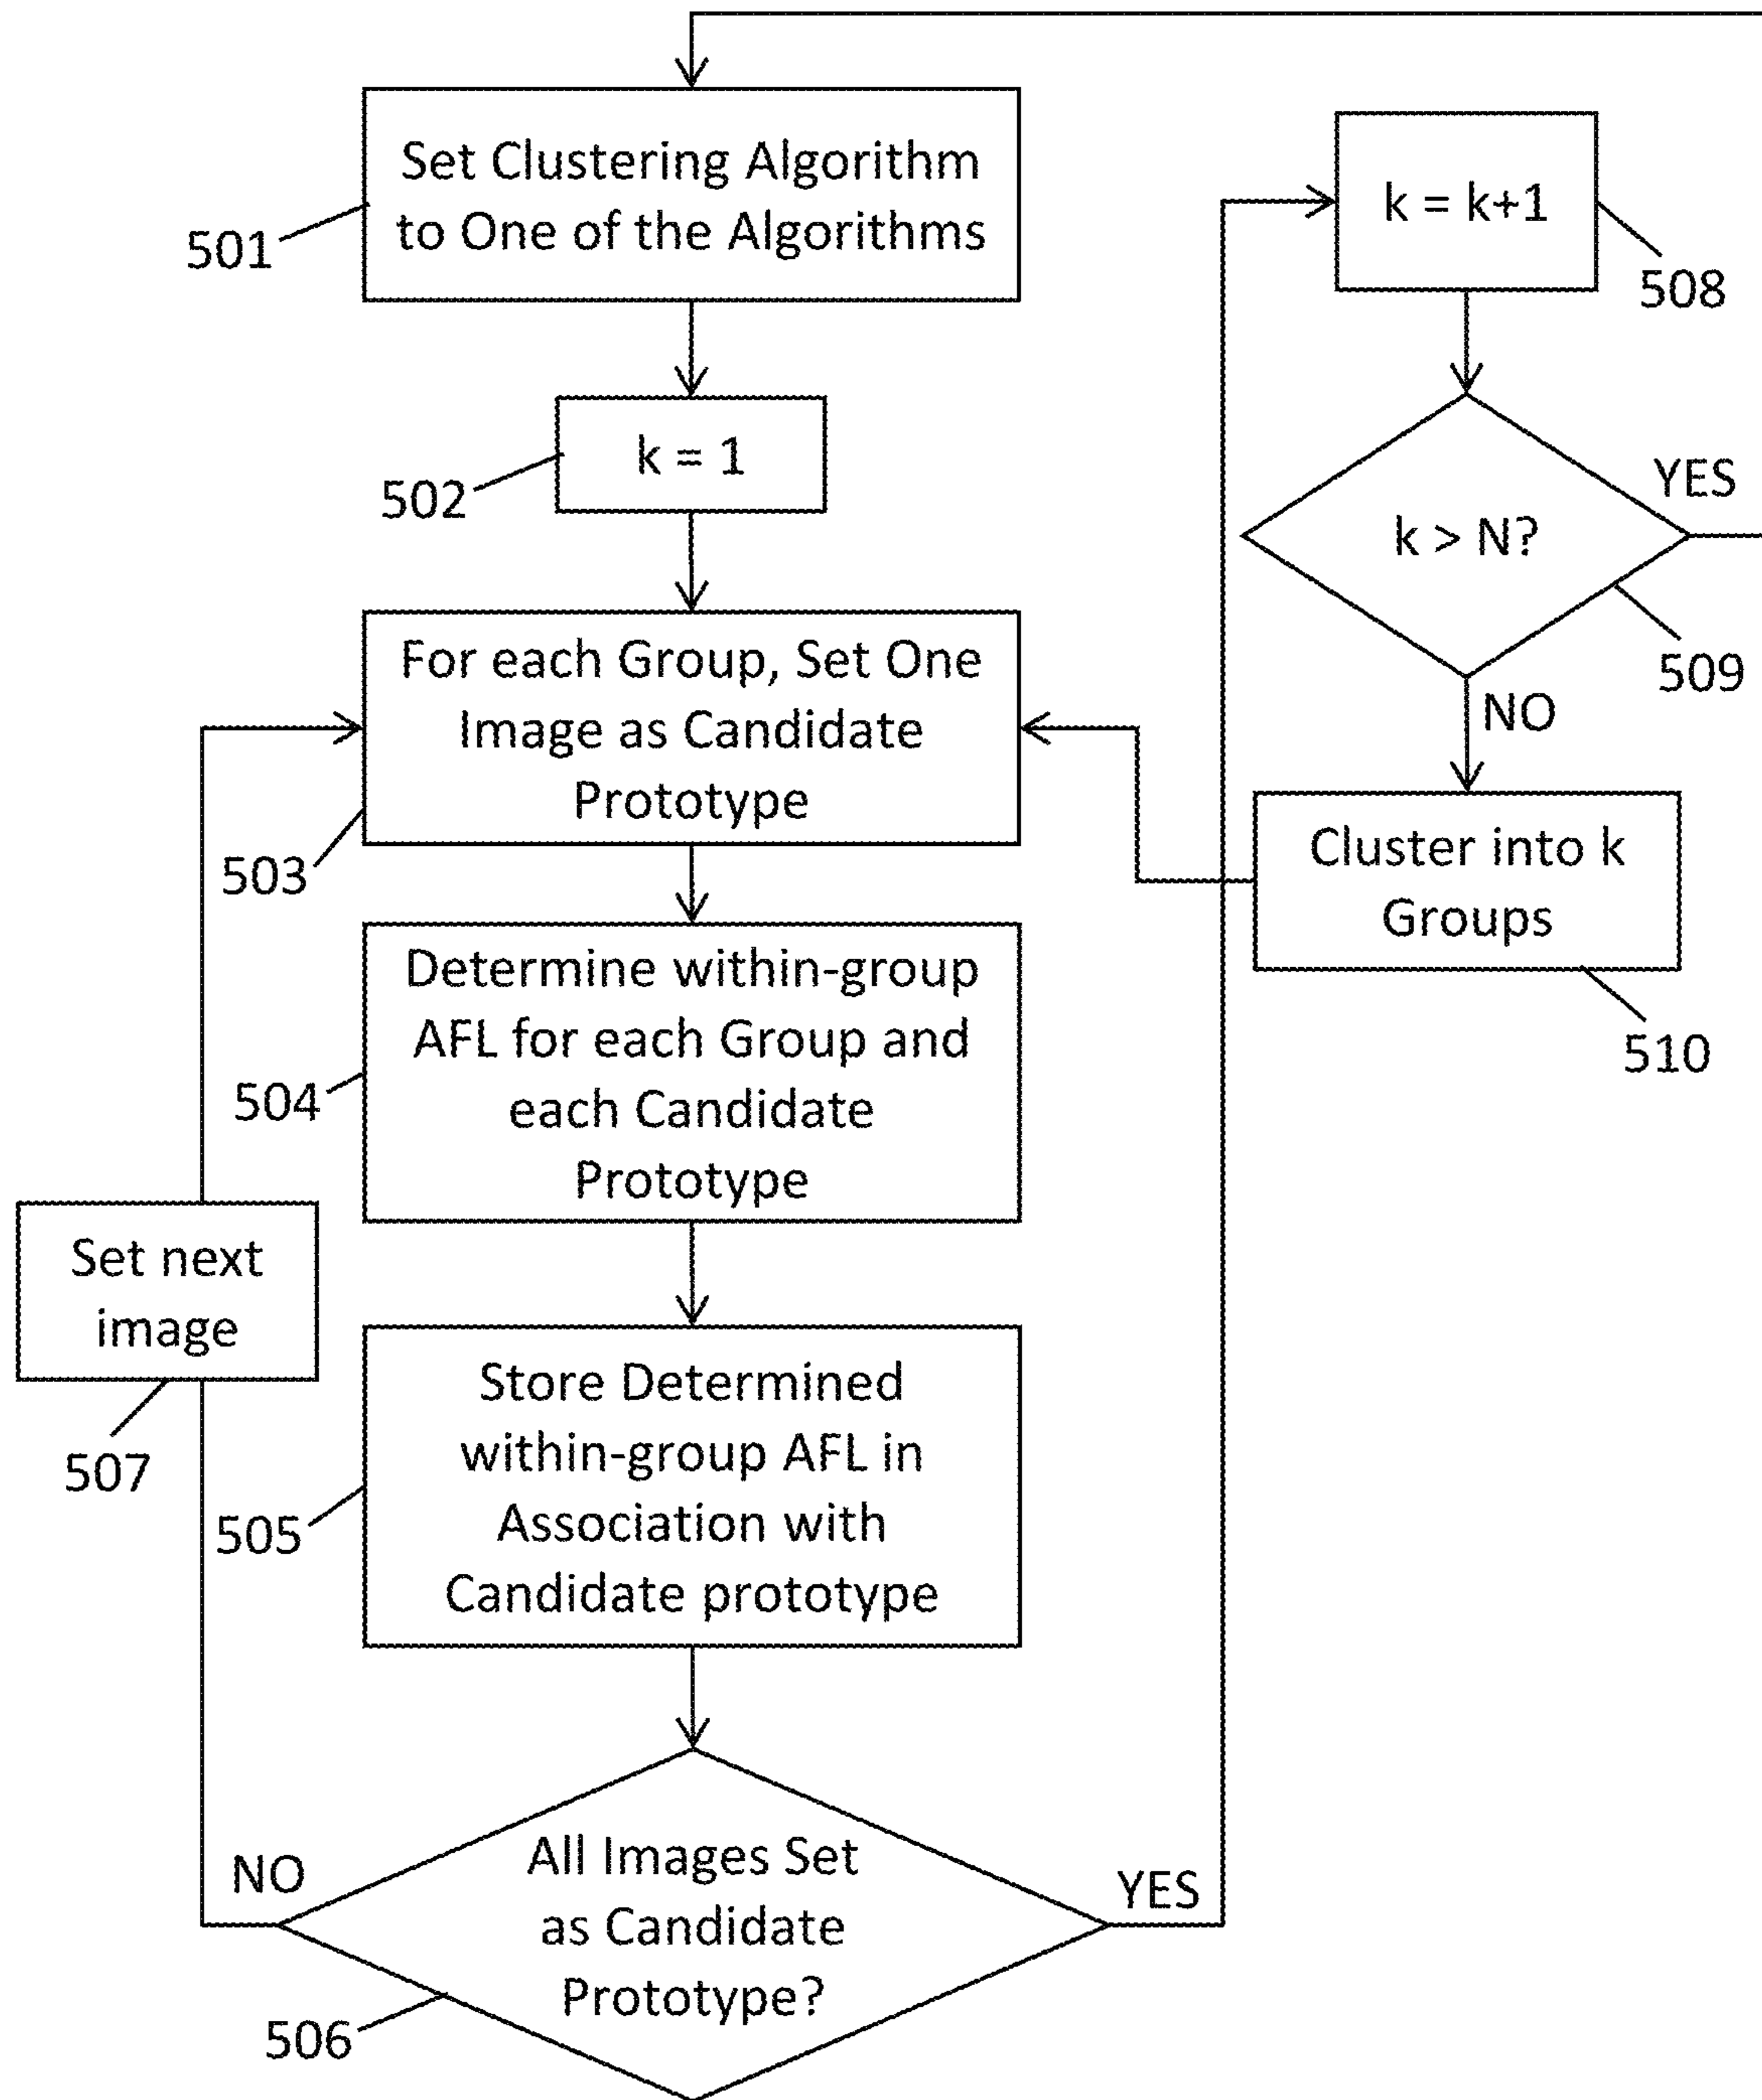 Set Clustering Algorithm
to One of the Algorithms
501
k = 1
502
For each Group, Set One
Image as Candidate
Prototype
503
Determine within-group
AFL for each Group and
each Candidate
Prototype
504
Store Determined
within-group AFL in
Association with
Candidate prototype
505
All Images Set
as Candidate
Prototype?
506
NO
YES
Set next
image
507
k = k+1
508
k > N?
YES
509
NO
Cluster into k
Groups
510